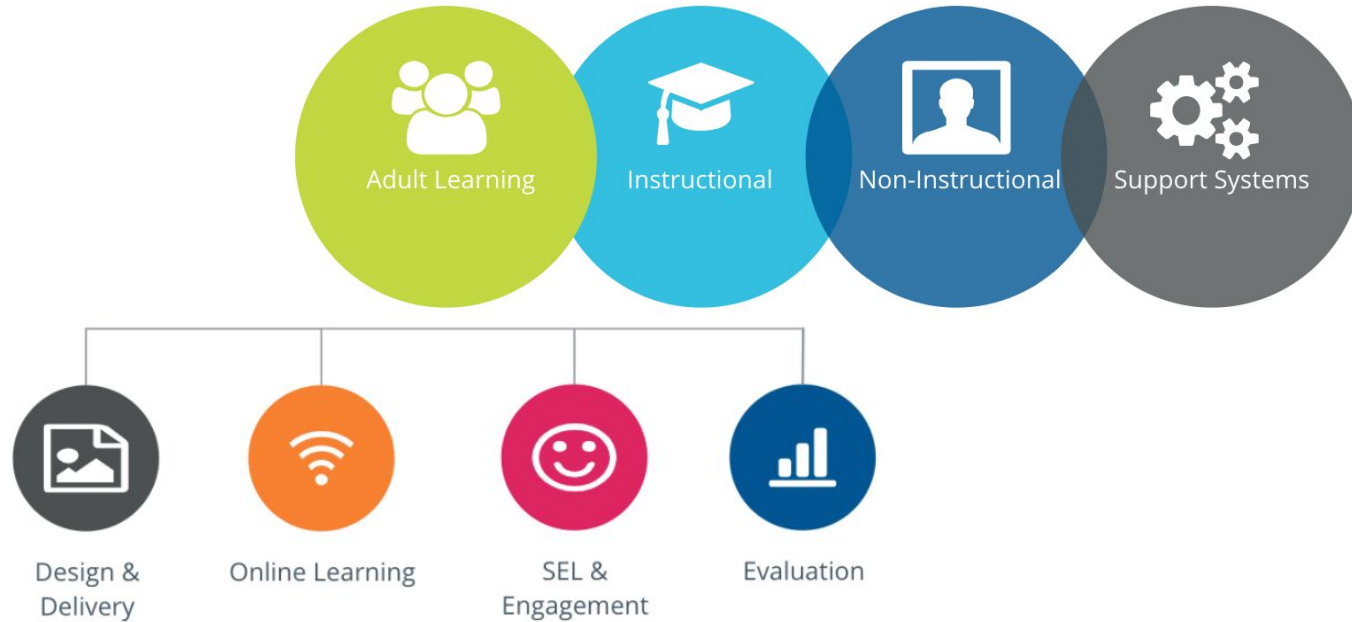 Adult Learning
Instructional
Non-Instructional
Support Systems
Design &
Delivery
Online Learning
SEL &
Engagement
Evaluation